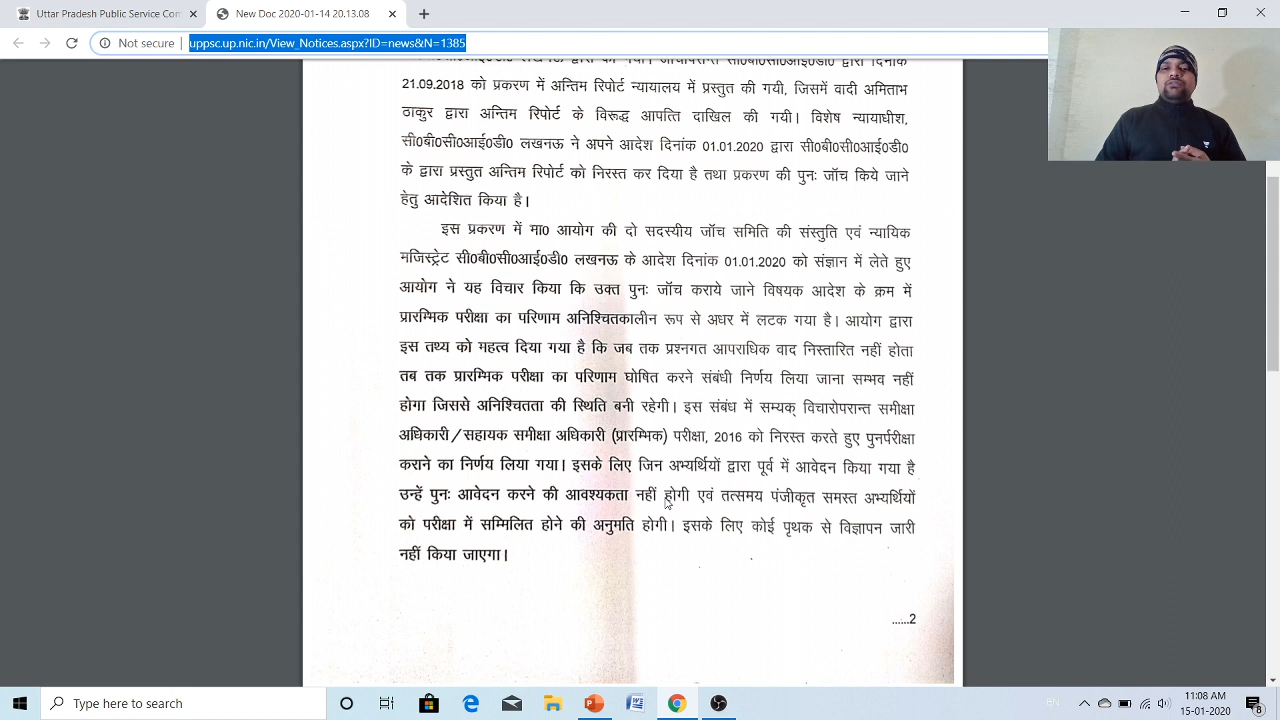 Uttar Pradesh Public Service Com
New Doc 2020-01-14 20.13.08
Not secure
uppsc.up.nic.in/View_Notices.aspx?ID=news&N=1385
21.09.2018 को प्रकरण में अन्तिम रिपोर्ट न्यायालय में प्रस्तुत की गयी, जिसमें वादी अमिताभ
ठाकुर द्वारा अन्तिम रिपोर्ट के विरूद्ध आपत्ति दाखिल की गयी। विशेष न्यायाधीश,
सी0बी0सी0आई0डी0 लखनऊ ने अपने आदेश दिनांक 01.01.2020 द्वारा सी0बी0सी0आई0डी0
के द्वारा प्रस्तुत अन्तिम रिपोर्ट को निरस्त कर दिया है तथा प्रकरण की पुनः जॉच किये जाने
हेतु आदेशित किया है।
इस प्रकरण में मा0 आयोग की दो सदस्यीय जॉच समिति की संस्तुति एवं न्यायिक
मजिस्ट्रेट सी0बी0सी0आई0डी0 लखनऊ के आदेश दिनांक 01.01.2020 को संज्ञान में लेते हुए
आयोग ने यह विचार किया कि उक्त पुनः जॉच कराये जाने विषयक आदेश के क्रम में
प्रारम्भिक परीक्षा का परिणाम अनिश्चितकालीन रूप से अधर में लटक गया है। आयोग द्वारा
इस तथ्य को महत्व दिया गया है कि जब तक प्रश्नगत आपराधिक वाद निस्तारित नहीं होता
तब तक प्रारम्भिक परीक्षा का परिणाम घोषित करने संबंधी निर्णय लिया जाना सम्भव नहीं
होगा जिससे अनिश्चितता की स्थिति बनी रहेगी। इस संबंध में सम्यक् विचारोपरान्त समीक्षा
अधिकारी/सहायक समीक्षा अधिकारी (प्रारम्भिक) परीक्षा, 2016 को निरस्त करते हुए पुनर्परीक्षा
कराने का निर्णय लिया गया। इसके लिए जिन अभ्यर्थियों द्वारा पूर्व में आवेदन किया गया है
उन्हें पुनः आवेदन करने की आवश्यकता नहीं होगी एवं तत्समय पंजीकृत समस्त अभ्यर्थियों
को परीक्षा में सम्मिलित होने की अनुमति होगी। इसके लिए कोई पृथक से विज्ञापन जारी
नहीं किया जाएगा।
......2
Type here to search
11:08 AM
15-01-2020
8